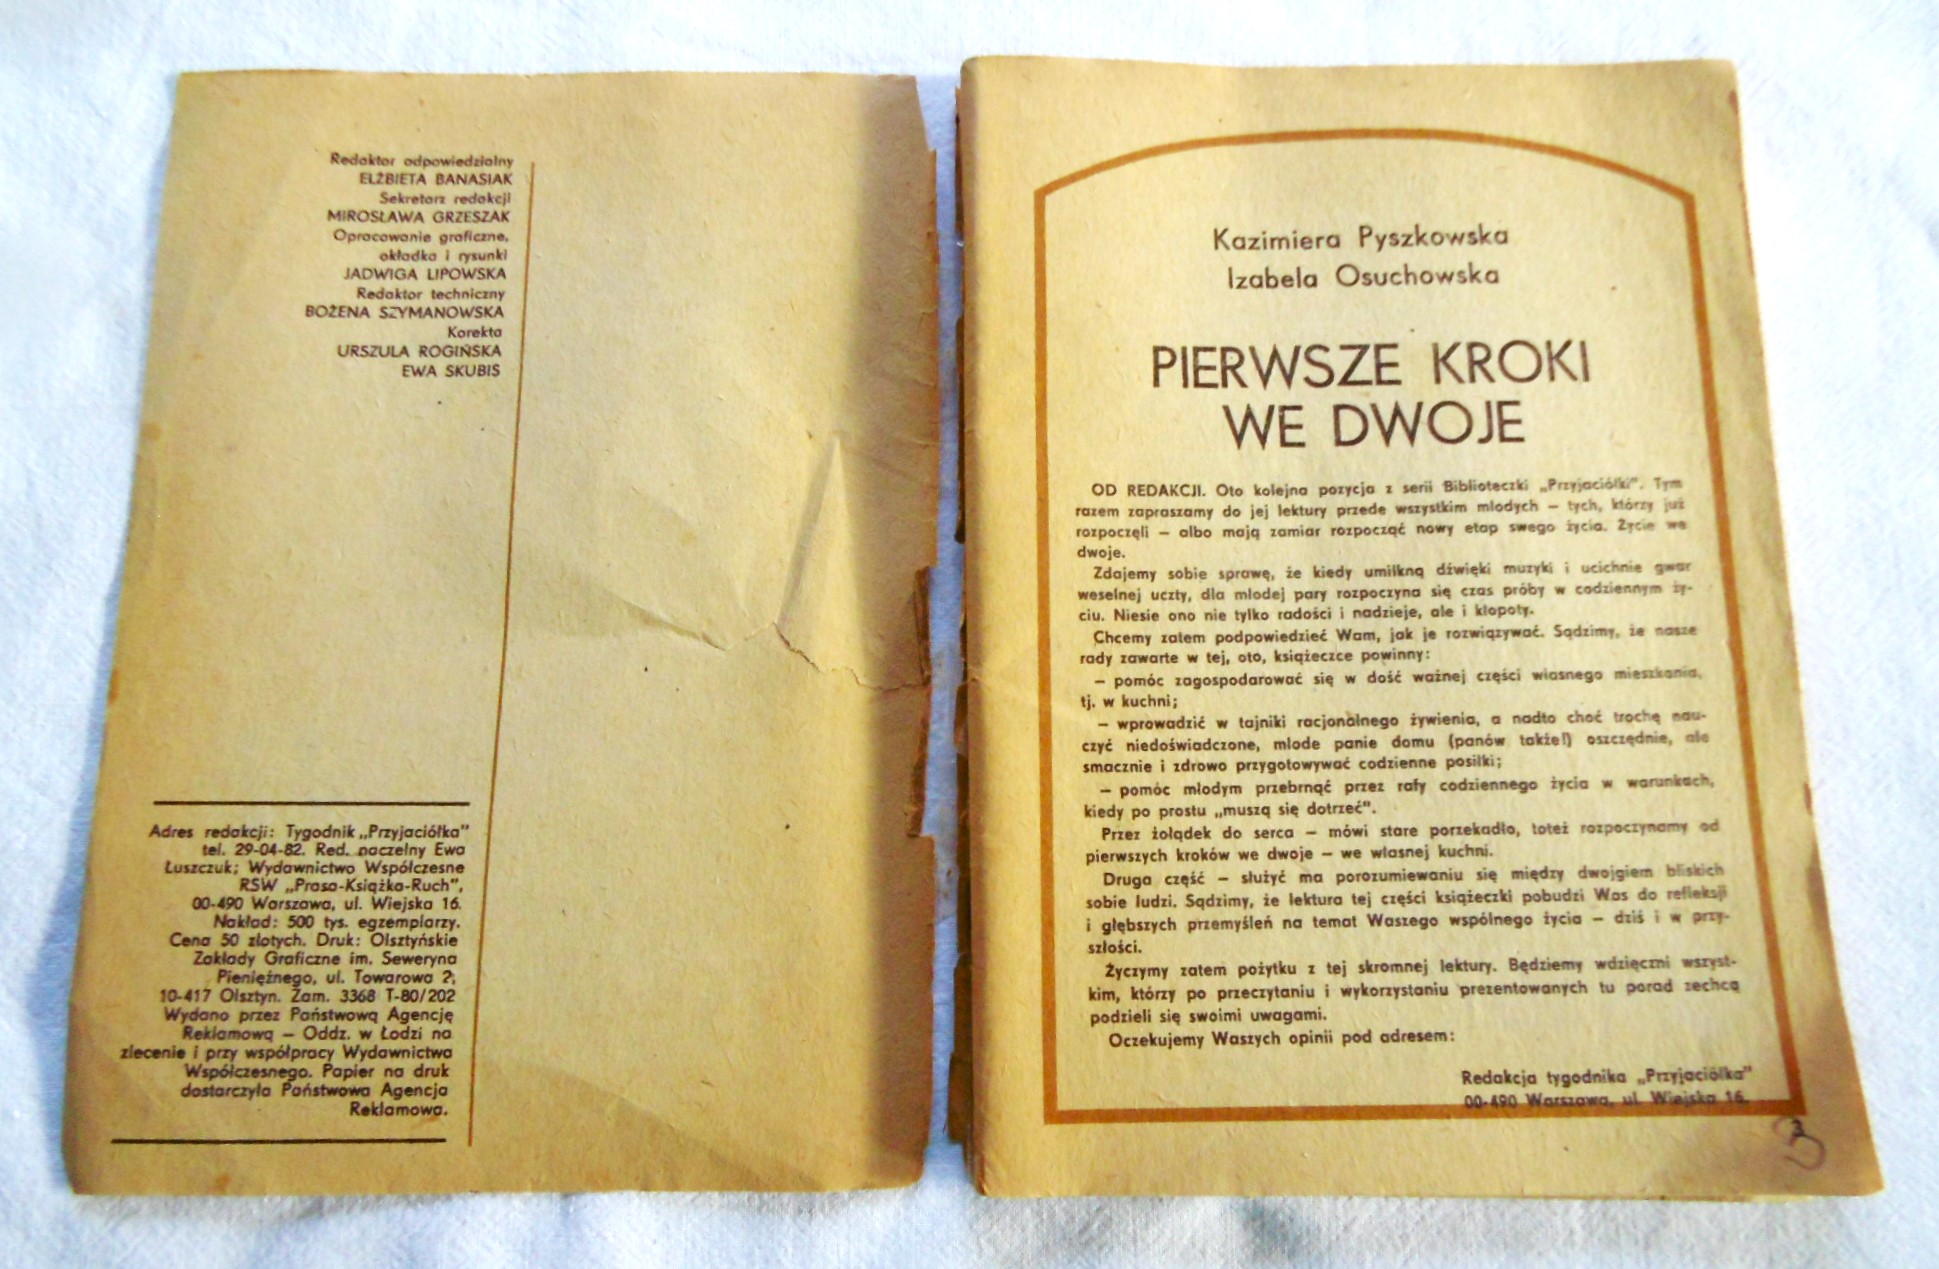 Redaktor odpowiedzialny
ELŻBIETA BANASIAK
Sekretarz redakcji
MIROSŁAWA GRZESZAK
Opracowanie graficzne,
okładka i rysunki
JADWIGA LIPOWSKA
Redaktor techniczny
BOŻENA SZYMANOWSKA
Korekta
URSZULA ROGIŃSKA
EWA SKUBIS
Adres redakcji: Tygodnik „Przyjaciółka"
tel. 29-04-82. Red. naczelny Ewa
Łuszczuk; Wydawnictwo Współczesne
RSW „Prasa-Książka-Ruch",
00-490 Warszawa, ul. Wiejska 16.
Nakład: 500 tys. egzemplarzy.
Cena 50 złotych. Druk: Olsztyńskie
Zakłady Graficzne im. Seweryna
Pieniężnego, ul. Towarowa 2,
10-417 Olsztyn. Zam. 3368 T-80/202
Wydano przez Państwową Agencję
Reklamową — Oddz. w Łodzi na
zlecenie i przy współpracy Wydawnictwa
Współczesnego. Papier na druk
dostarczyła Państwowa Agencja
Reklamowa.
Kazimiera Pyszkowska
Izabela Osuchowska
PIERWSZE KROKI
WE DWOJE
OD REDAKCJI. Oto kolejna pozycja z serii Biblioteczki „Przyjaciółki". Tym
razem zapraszamy do jej lektury przede wszystkim młodych — tych, którzy już
rozpoczęli — albo mają zamiar rozpocząć nowy etap swego życia. Życie we
dwoje.
Zdajemy sobie sprawę, że kiedy umilkną dźwięki muzyki i ucichnie gwar
weselnej uczty, dla młodej pary rozpoczyna się czas próby w codziennym ży-
ciu. Niesie ono nie tylko radości i nadzieje, ale i kłopoty.
Chcemy zatem podpowiedzieć Wam, jak je rozwiązywać. Sądzimy, że nasze
rady zawarte w tej, oto, książeczce powinny:
— pomóc zagospodarować się w dość ważnej części własnego mieszkania,
tj. w kuchni;
— wprowadzić w tajniki racjonalnego żywienia, a nadto choć trochę nau-
czyć niedoświadczone, młode panie domu (panów także!) oszczędnie, ale
smacznie i zdrowo przygotowywać codzienne posiłki;
— pomóc młodym przebrnąć przez rafy codziennego życia w warunkach,
kiedy po prostu „muszą się dotrzeć".
Przez żołądek do serca — mówi stare porzekadło, toteż rozpoczynamy od
pierwszych kroków we dwoje — we własnej kuchni.
Druga część — służyć ma porozumiewaniu się między dwojgiem bliskich
sobie ludzi. Sądzimy, że lektura tej części książeczki pobudzi Was do refleksji
i głębszych przemyśleń na temat Waszego wspólnego życia — dziś i w przy-
szłości.
Życzymy zatem pożytku z tej skromnej lektury. Będziemy wdzięczni wszyst-
kim, którzy po przeczytaniu i wykorzystaniu prezentowanych tu porad zechcą
podzieli się swoimi uwagami.
Oczekujemy Waszych opinii pod adresem:
Redakcja tygodnika „Przyjaciółka"
00-490 Warszawa, ul. Wiejska 16.
3